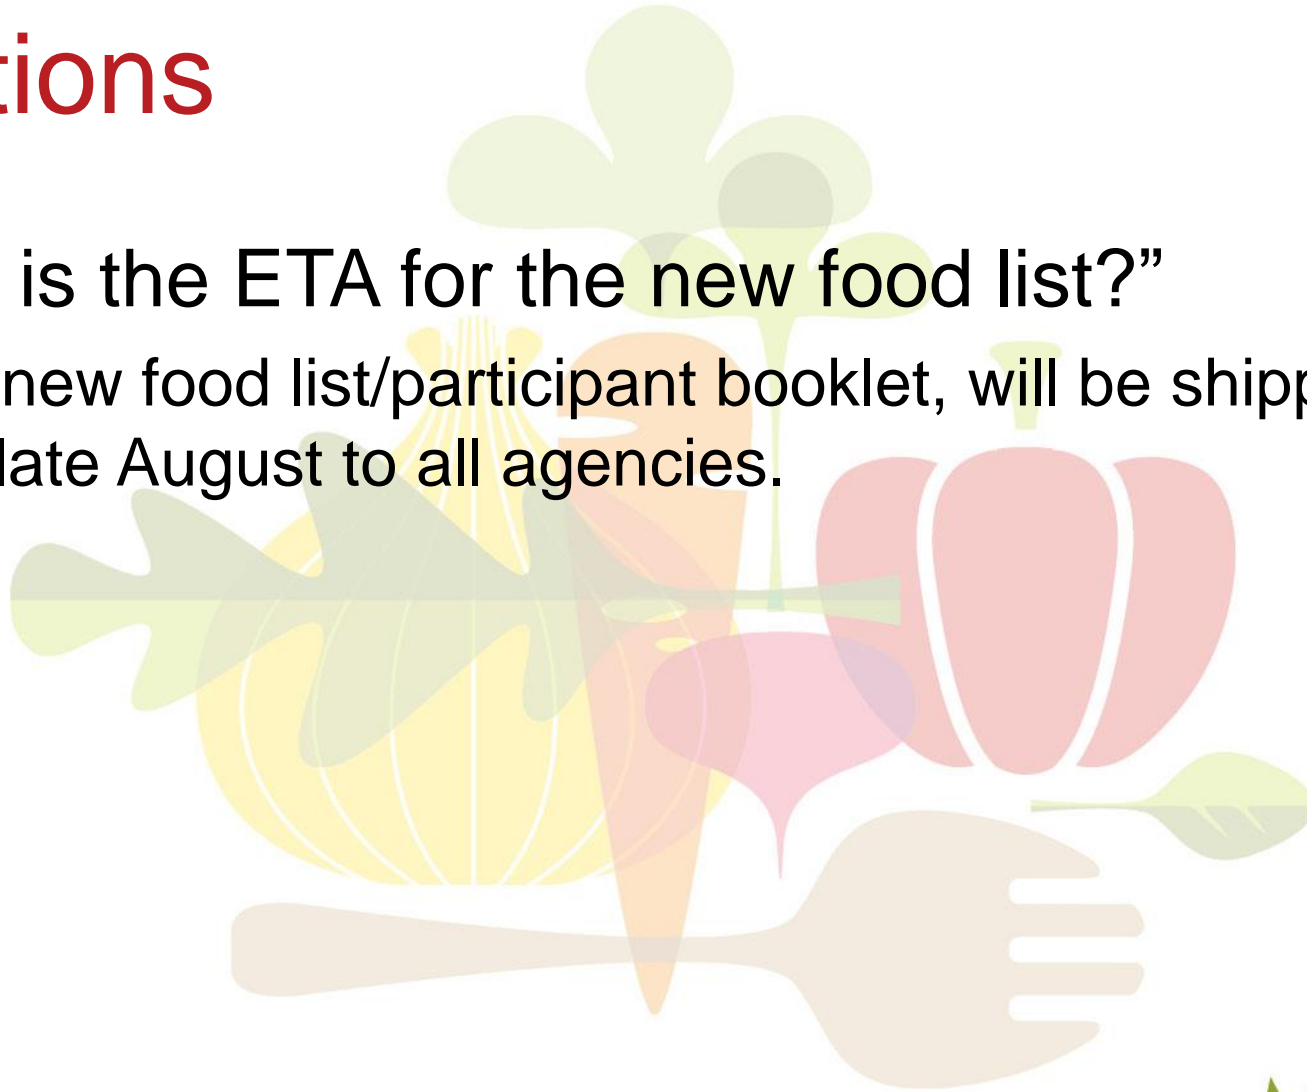 tions
is the ETA for the new food list?”
new food list/participant booklet, will be shipp
late August to all agencies.